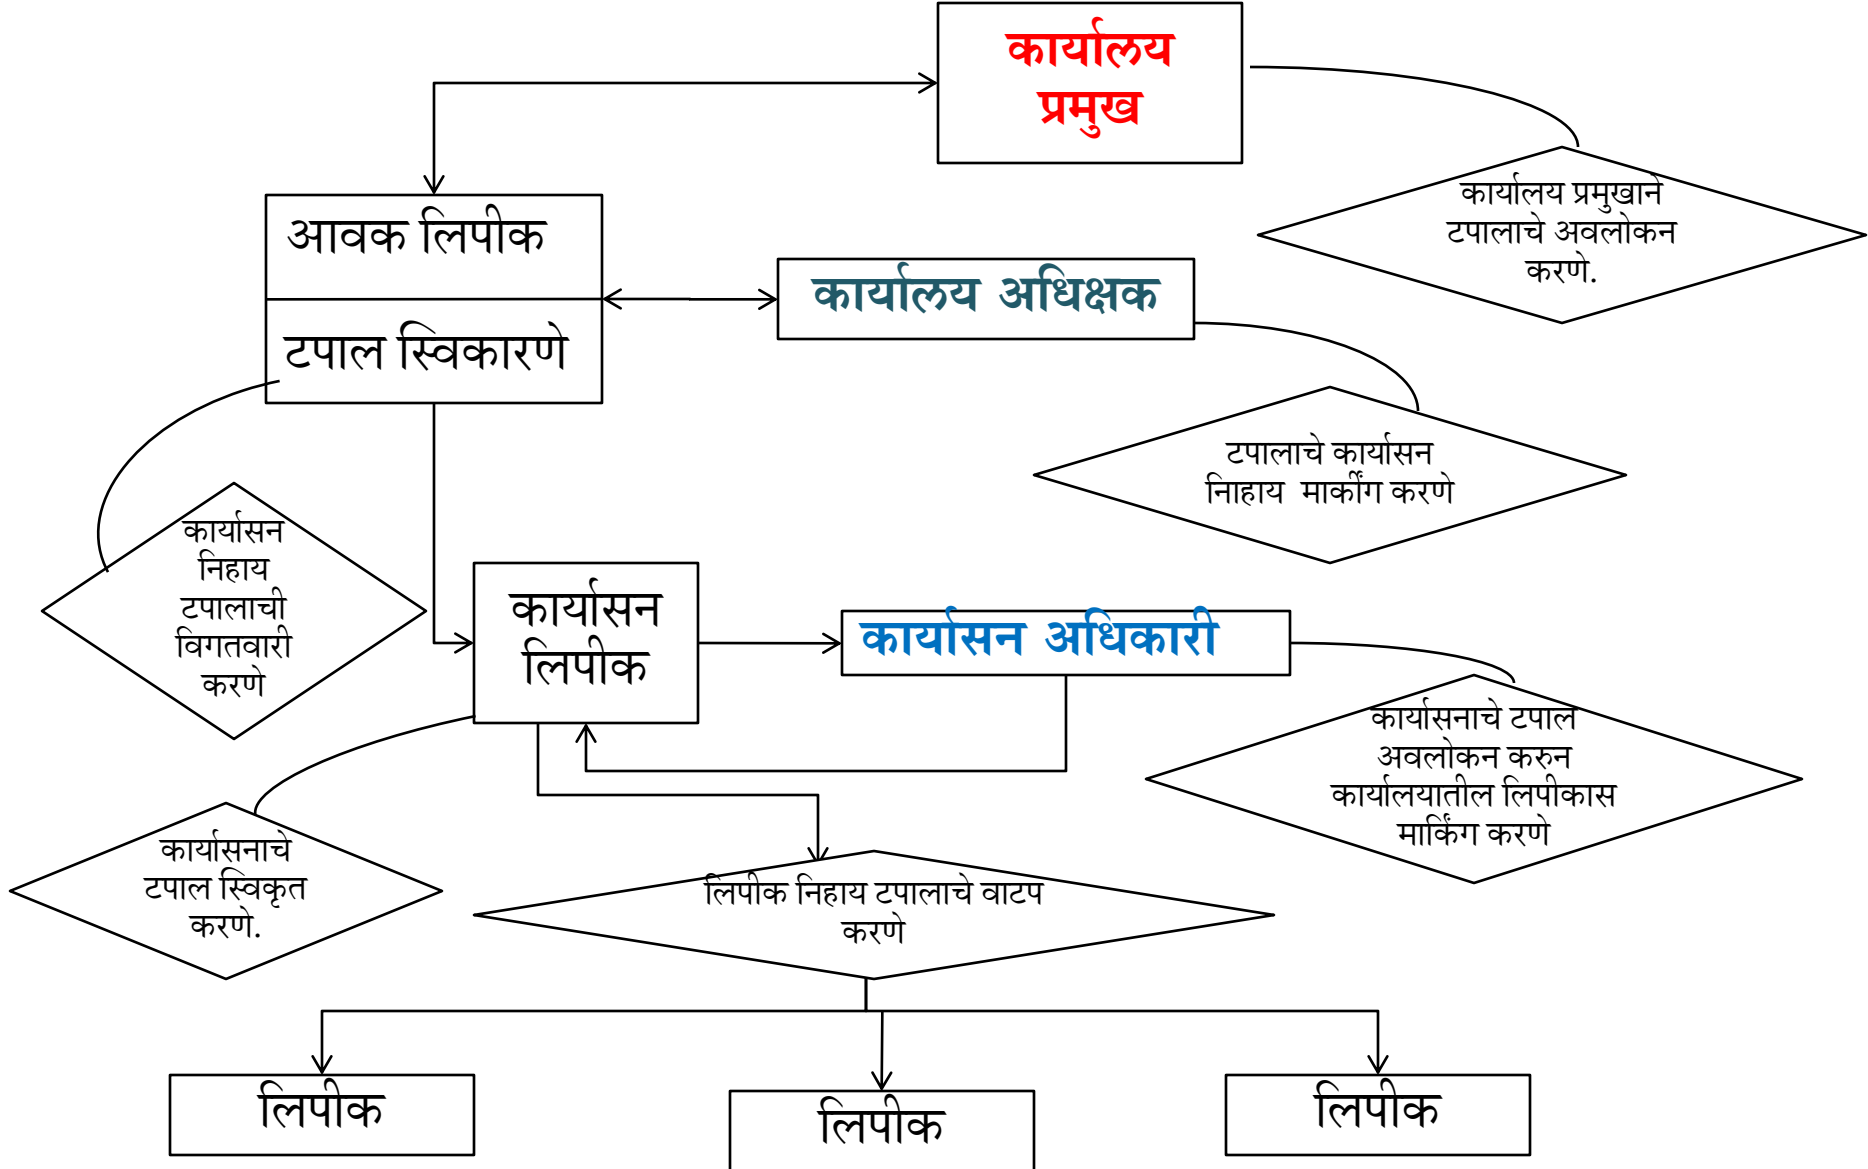 कार्यालय
प्रमुख
कार्यालय प्रमुखाने
टपालाचे अवलोकन
करणे.
आवक लिपीक
टपाल स्विकारणे
कार्यालय अधिक्षक
टपालाचे कार्यासन
निाहाय मार्कींग करणे
कार्यासन
निहाय
टपालाची
विगतवारी
करणे
कार्यासन
लिपीक
कार्यासन अधिकारी
कार्यासनाचे टपाल
अवलोकन करुन
कार्यालयातील लिपीकास
मार्किंग करणे
कार्यासनाचे
टपाल स्विकृत
करणे.
लिपीक निहाय टपालाचे वाटप
करणे
लिपीक
लिपीक
लिपीक